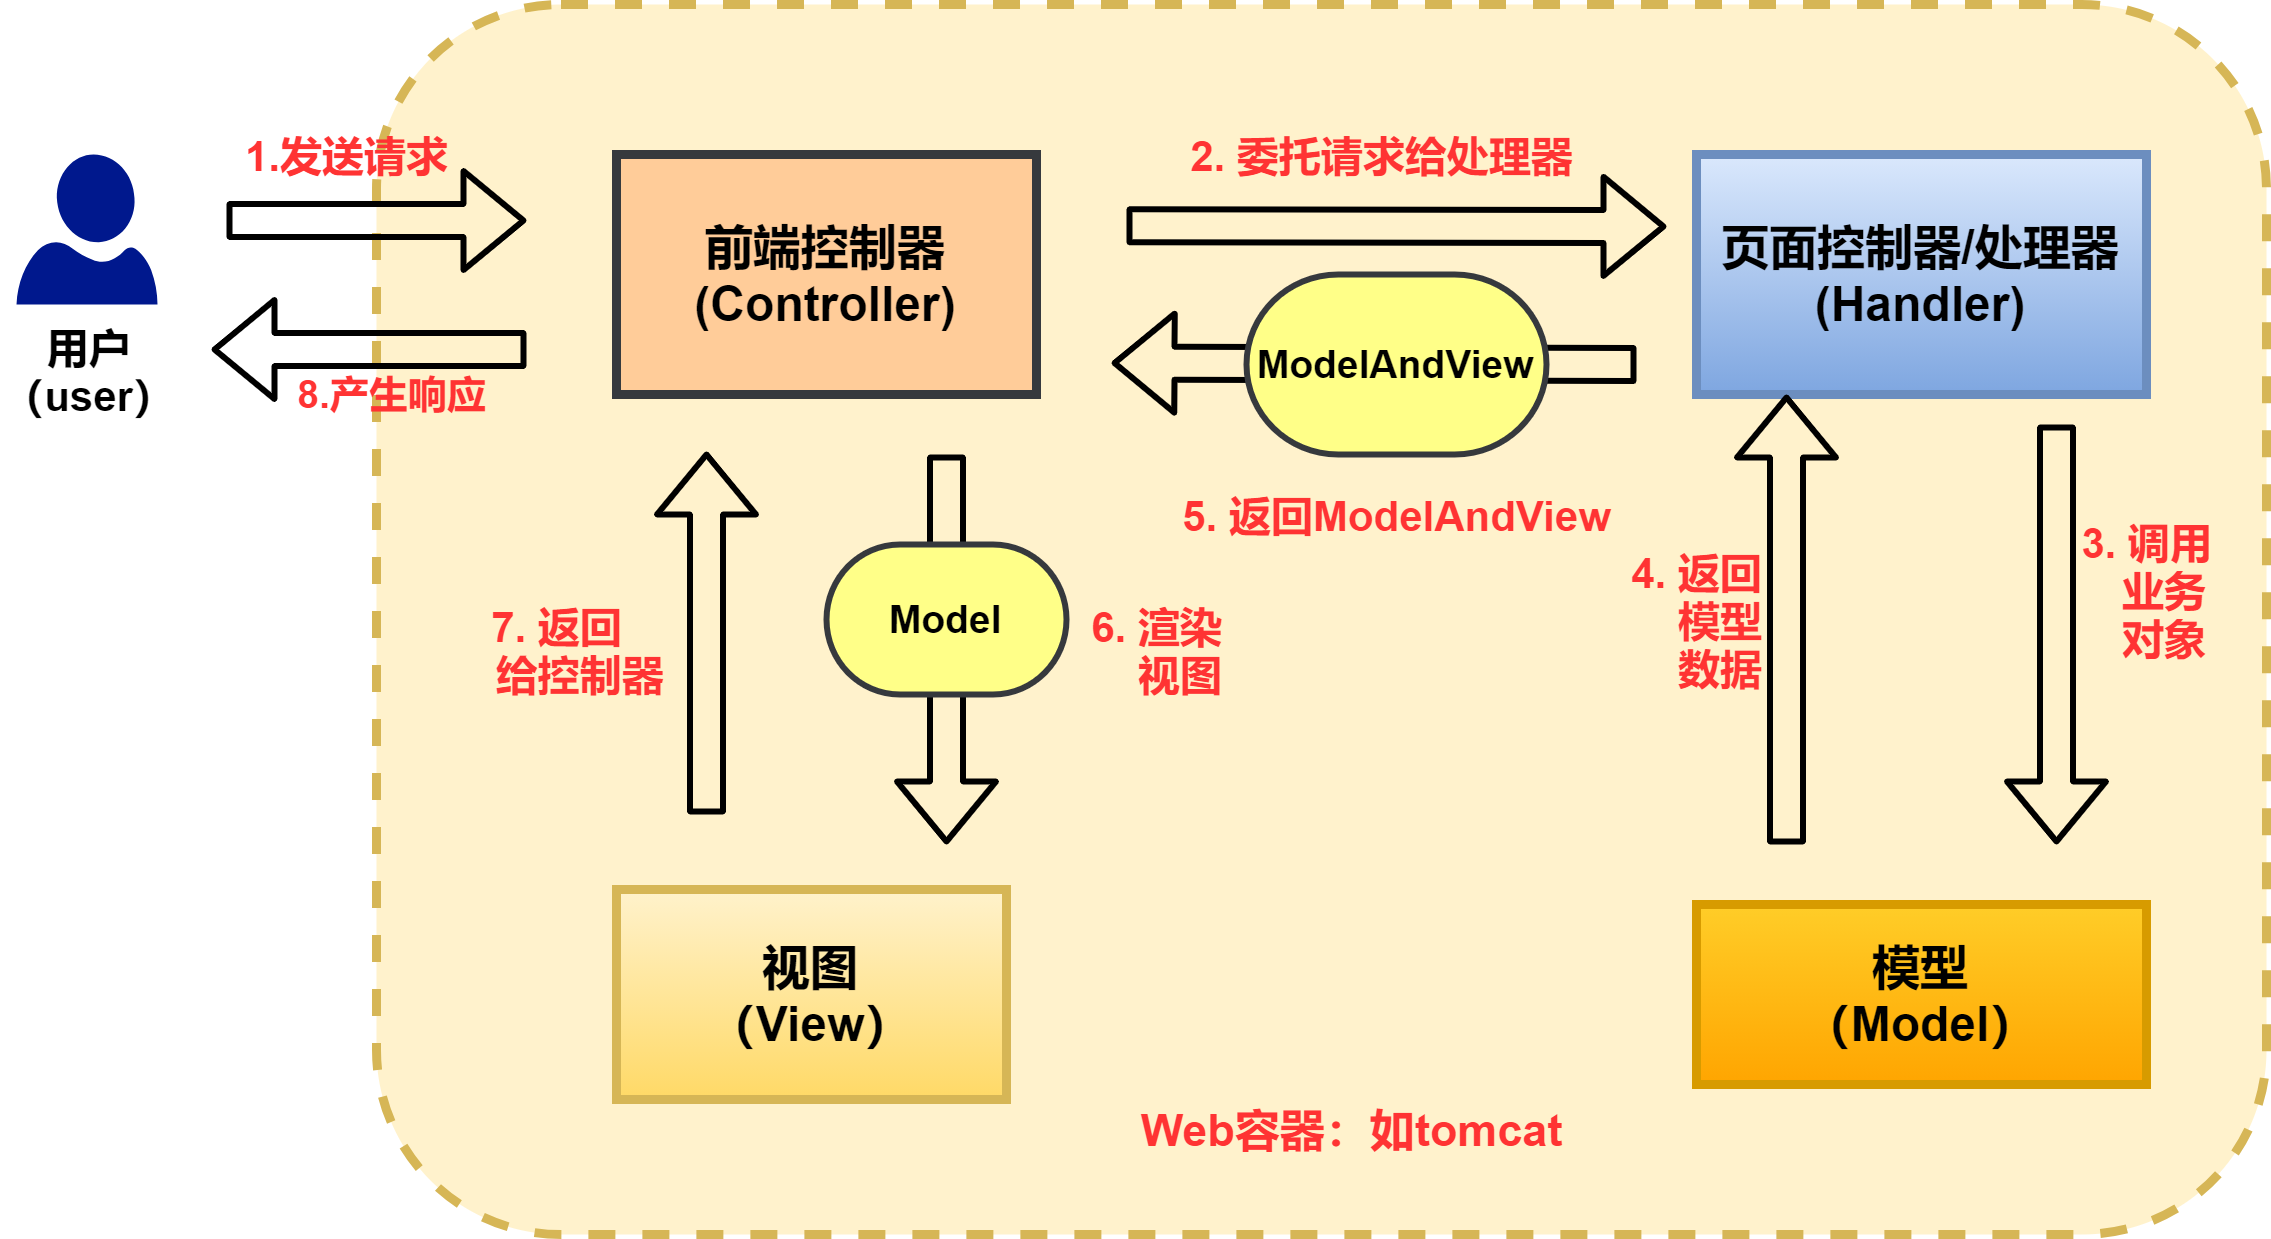 1.发送请求
2. 委托请求给处理器
前端控制器
(Controller)
页面控制器/处理器
(Handler)
用户
（user）
8.产生响应
ModelAndView
5. 返回ModelAndView
7. 返回
给控制器
Model
6. 渲染
视图
4. 返回
模型
数据
3. 调用
业务
对象
视图
（View）
模型
（Model）
Web容器：如tomcat